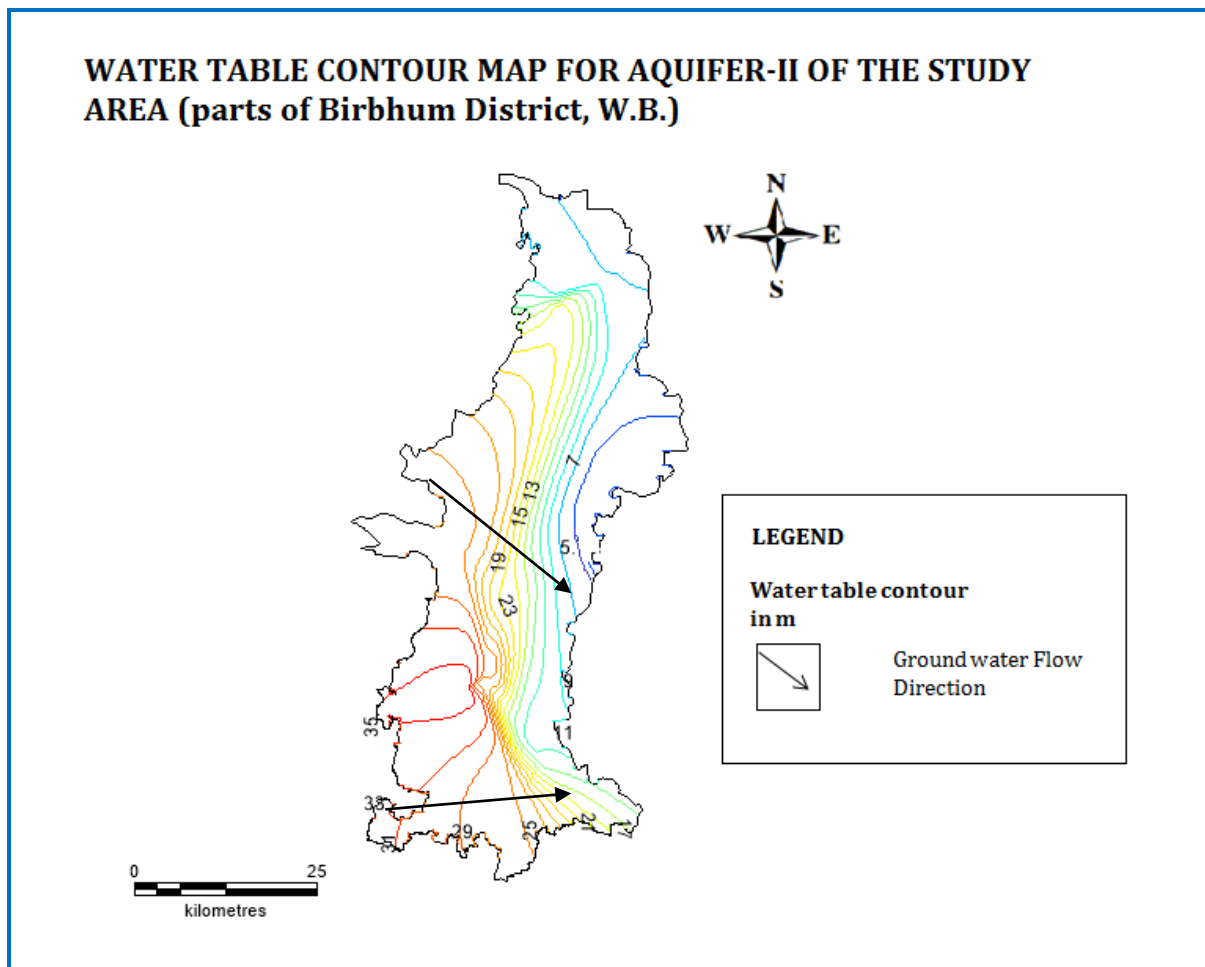 WATER TABLE CONTOUR MAP FOR AQUIFER-II OF THE STUDY
AREA (parts of Birbhum District, W.B.)
N
W E
S
7
13
15
5.
19
23
9
35
11
33
31
29
25
21
17
LEGEND
Water table contour
in m
Ground water Flow
Direction
0 25
kilometres